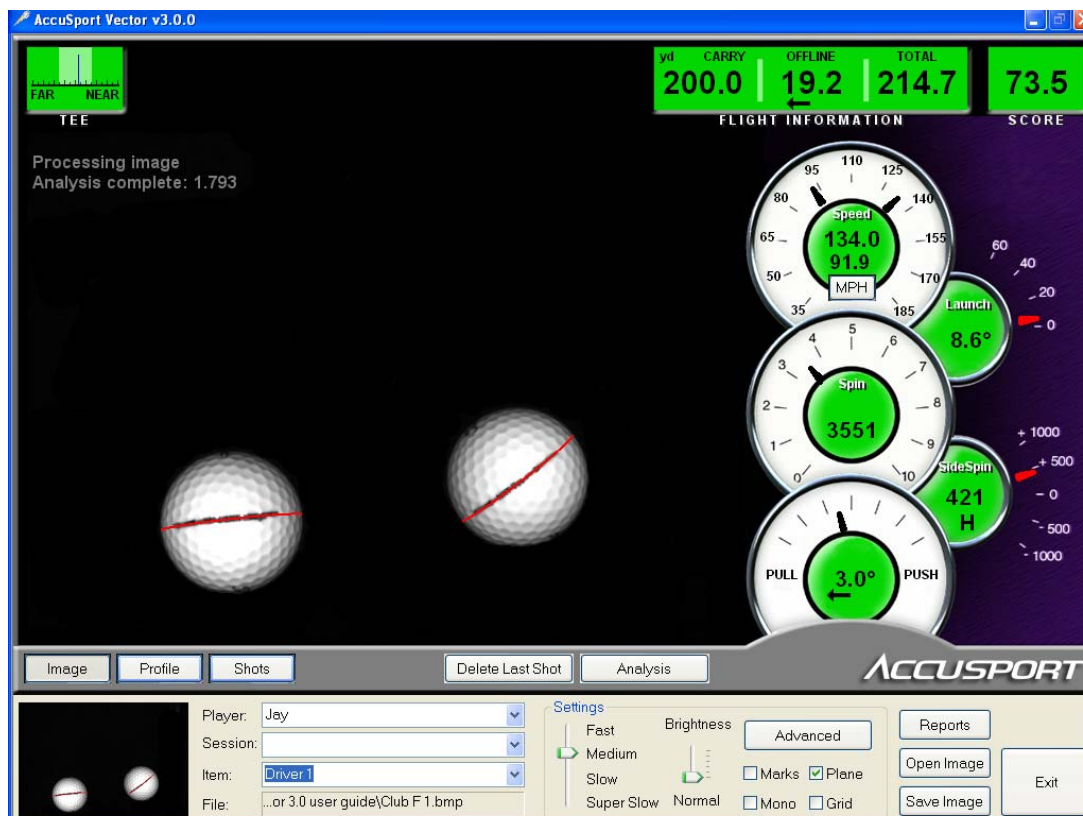 AccuSport Vector v3.0.0
FAR NEAR
TEE
yd CARRY OFFLINE TOTAL
200.0 19.2 214.7 73.5
FLIGHT INFORMATION SCORE
Processing image
Analysis complete: 1.793
35 50 65 80 95 110 125 140 155 170 185
Speed
134.0
91.9
MPH
60 40 20 0
Launch
8.6°
0 1 2 3 4 5 6 7 8 9 10
Spin
3551
+ 1000
+ 500
- 0
- 500
- 1000
SideSpin
421
H
PULL 3.0° PUSH
Image Profile Shots Delete Last Shot Analysis ACCUSPORT
Player: Jay
Session:
Item: Driver 1
File: ...or 3.0 user guide\Club F 1.bmp
Settings
Fast
Medium
Slow
Super Slow
Brightness
Normal
Advanced
Marks Plane
Mono Grid
Reports
Open Image
Save Image
Exit